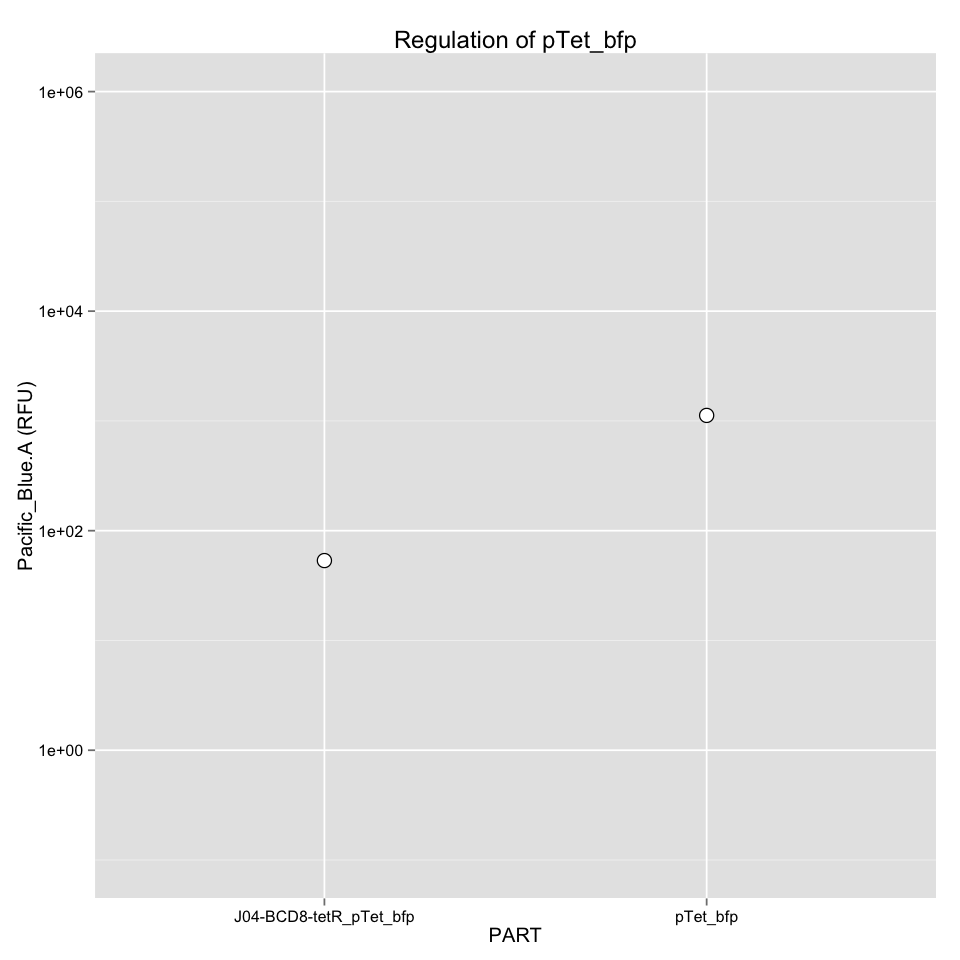 Regulation of pTet_bfp
1e+06
1e+04
1e+02
1e+00
Pacific_Blue.A (RFU)
J04-BCD8-tetR_pTet_bfp
pTet_bfp
PART